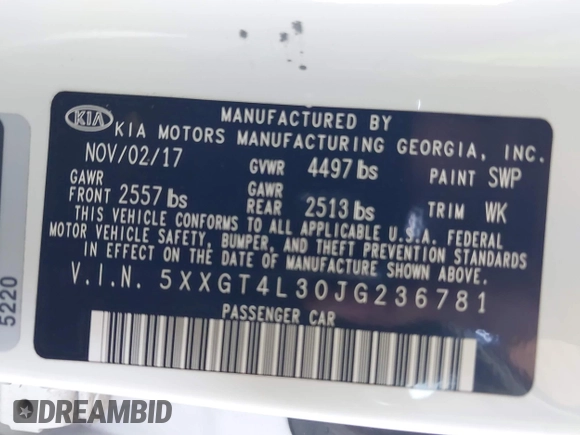 MANUFACTURED BY
KIA KIA MOTORS MANUFACTURING GEORGIA, INC.
NOV/02/17 GVWR 4497 lbs PAINT SWP
GAWR FRONT 2557 lbs GAWR REAR 2513 lbs TRIM WK
THIS VEHICLE CONFORMS TO ALL APPLICABLE U.S.A. FEDERAL
MOTOR VEHICLE SAFETY, BUMPER, AND THEFT PREVENTION STANDARDS
IN EFFECT ON THE DATE OF MANUFACTURE SHOWN ABOVE.
V.I.N. 5XXGT4L30JG236781
PASSENGER CAR
5220
DREAMBID